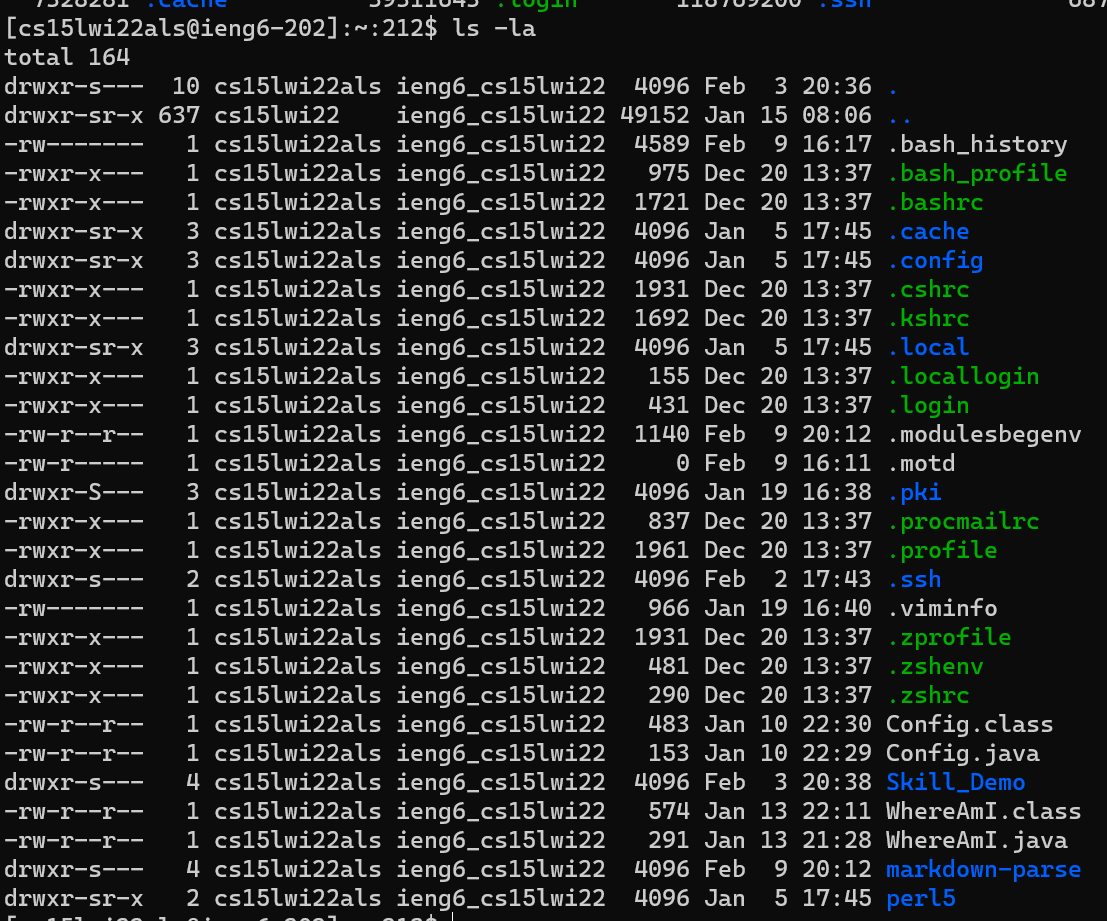 7328281 .cache          59311643 .login          118769200 .ssh          687
[cs15lwi22als@ieng6-202]:~:212$ ls -la
total 164
drwxr-s---  10 cs15lwi22als ieng6_cs15lwi22  4096 Feb  3 20:36 .
drwxr-sr-x 637 cs15lwi22    ieng6_cs15lwi22 49152 Jan 15 08:06 ..
-rw-------   1 cs15lwi22als ieng6_cs15lwi22  4589 Feb  9 16:17 .bash_history
-rwxr-x---   1 cs15lwi22als ieng6_cs15lwi22   975 Dec 20 13:37 .bash_profile
-rwxr-x---   1 cs15lwi22als ieng6_cs15lwi22  1721 Dec 20 13:37 .bashrc
drwxr-sr-x   3 cs15lwi22als ieng6_cs15lwi22  4096 Jan  5 17:45 .cache
drwxr-sr-x   3 cs15lwi22als ieng6_cs15lwi22  4096 Jan  5 17:45 .config
-rwxr-x---   1 cs15lwi22als ieng6_cs15lwi22  1931 Dec 20 13:37 .cshrc
-rwxr-x---   1 cs15lwi22als ieng6_cs15lwi22  1692 Dec 20 13:37 .kshrc
drwxr-sr-x   3 cs15lwi22als ieng6_cs15lwi22  4096 Jan  5 17:45 .local
-rwxr-x---   1 cs15lwi22als ieng6_cs15lwi22   155 Dec 20 13:37 .locallogin
-rwxr-x---   1 cs15lwi22als ieng6_cs15lwi22   431 Dec 20 13:37 .login
-rw-r--r--   1 cs15lwi22als ieng6_cs15lwi22  1140 Feb  9 20:12 .modulesbegenv
-rw-r-----   1 cs15lwi22als ieng6_cs15lwi22     0 Feb  9 16:11 .motd
drwxr-S---   3 cs15lwi22als ieng6_cs15lwi22  4096 Jan 19 16:38 .pki
-rwxr-x---   1 cs15lwi22als ieng6_cs15lwi22   837 Dec 20 13:37 .procmailrc
-rwxr-x---   1 cs15lwi22als ieng6_cs15lwi22  1961 Dec 20 13:37 .profile
drwxr-s---   2 cs15lwi22als ieng6_cs15lwi22  4096 Feb  2 17:43 .ssh
-rw-------   1 cs15lwi22als ieng6_cs15lwi22   966 Jan 19 16:40 .viminfo
-rwxr-x---   1 cs15lwi22als ieng6_cs15lwi22  1931 Dec 20 13:37 .zprofile
-rwxr-x---   1 cs15lwi22als ieng6_cs15lwi22   481 Dec 20 13:37 .zshenv
-rwxr-x---   1 cs15lwi22als ieng6_cs15lwi22   290 Dec 20 13:37 .zshrc
-rw-r--r--   1 cs15lwi22als ieng6_cs15lwi22   483 Jan 10 22:30 Config.class
-rw-r--r--   1 cs15lwi22als ieng6_cs15lwi22   153 Jan 10 22:29 Config.java
drwxr-s---   4 cs15lwi22als ieng6_cs15lwi22  4096 Feb  3 20:38 Skill_Demo
-rw-r--r--   1 cs15lwi22als ieng6_cs15lwi22   574 Jan 13 22:11 WhereAmI.class
-rw-r--r--   1 cs15lwi22als ieng6_cs15lwi22   291 Jan 13 21:28 WhereAmI.java
drwxr-s---   4 cs15lwi22als ieng6_cs15lwi22  4096 Feb  9 20:12 markdown-parse
drwxr-sr-x   2 cs15lwi22als ieng6_cs15lwi22  4096 Jan  5 17:45 perl5
[cs15lwi22als@ieng6-202]:~:212$